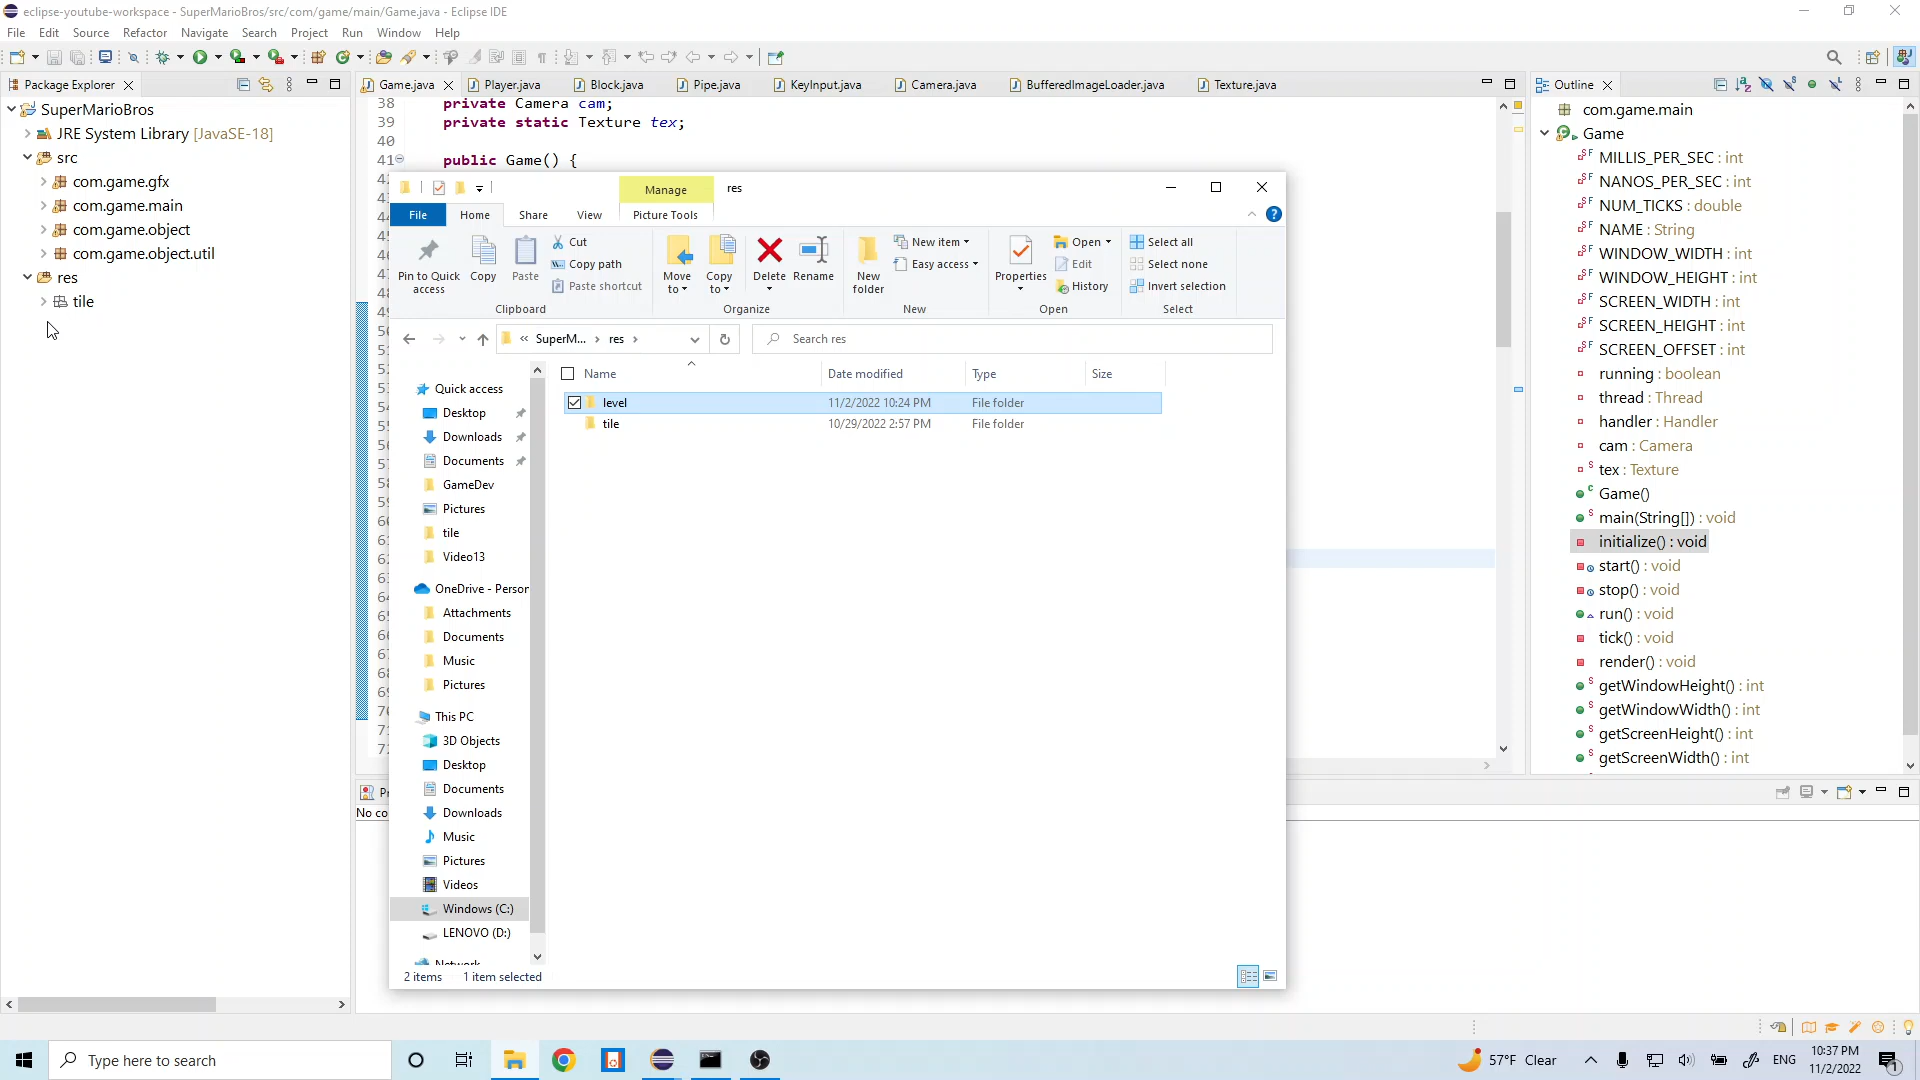 eclipse-youtube-workspace - SuperMarioBros/src/com/game/main/Game.java - Eclipse IDE
File Edit Source Refactor Navigate Search Project Run Window Help
Package Explorer
SuperMarioBros
JRE System Library [JavaSE-18]
src
com.game.gfx
com.game.main
com.game.object
com.game.object.util
res
tile
Game.java Player.java Block.java Pipe.java KeyInput.java Camera.java BufferedImageLoader.java Texture.java
38 private Camera cam;
39 private static Texture tex;
40
41 public Game() {
Manage res
File Home Share View Picture Tools
Pin to Quick access
Copy
Paste
Cut
Copy path
Paste shortcut
Clipboard
Move to
Copy to
Delete
Rename
Organize
New folder
New item
Easy access
New
Properties
Open
Edit
History
Open
Select all
Select none
Invert selection
Select
« SuperM... › res ›
Search res
Name Date modified Type Size
level 11/2/2022 10:24 PM File folder
tile 10/29/2022 2:57 PM File folder
Quick access
Desktop
Downloads
Documents
GameDev
Pictures
tile
Video13
OneDrive - Person
Attachments
Documents
Music
Pictures
This PC
3D Objects
Desktop
Documents
Downloads
Music
Pictures
Videos
Windows (C:)
LENOVO (D:)
2 items 1 item selected
No co
Outline
com.game.main
Game
MILLIS_PER_SEC : int
NANOS_PER_SEC : int
NUM_TICKS : double
NAME : String
WINDOW_WIDTH : int
WINDOW_HEIGHT : int
SCREEN_WIDTH : int
SCREEN_HEIGHT : int
SCREEN_OFFSET : int
running : boolean
thread : Thread
handler : Handler
cam : Camera
tex : Texture
Game()
main(String[]) : void
initialize() : void
start() : void
stop() : void
run() : void
tick() : void
render() : void
getWindowHeight() : int
getWindowWidth() : int
getScreenHeight() : int
getScreenWidth() : int
Type here to search
57°F Clear
ENG
10:37 PM
11/2/2022
1